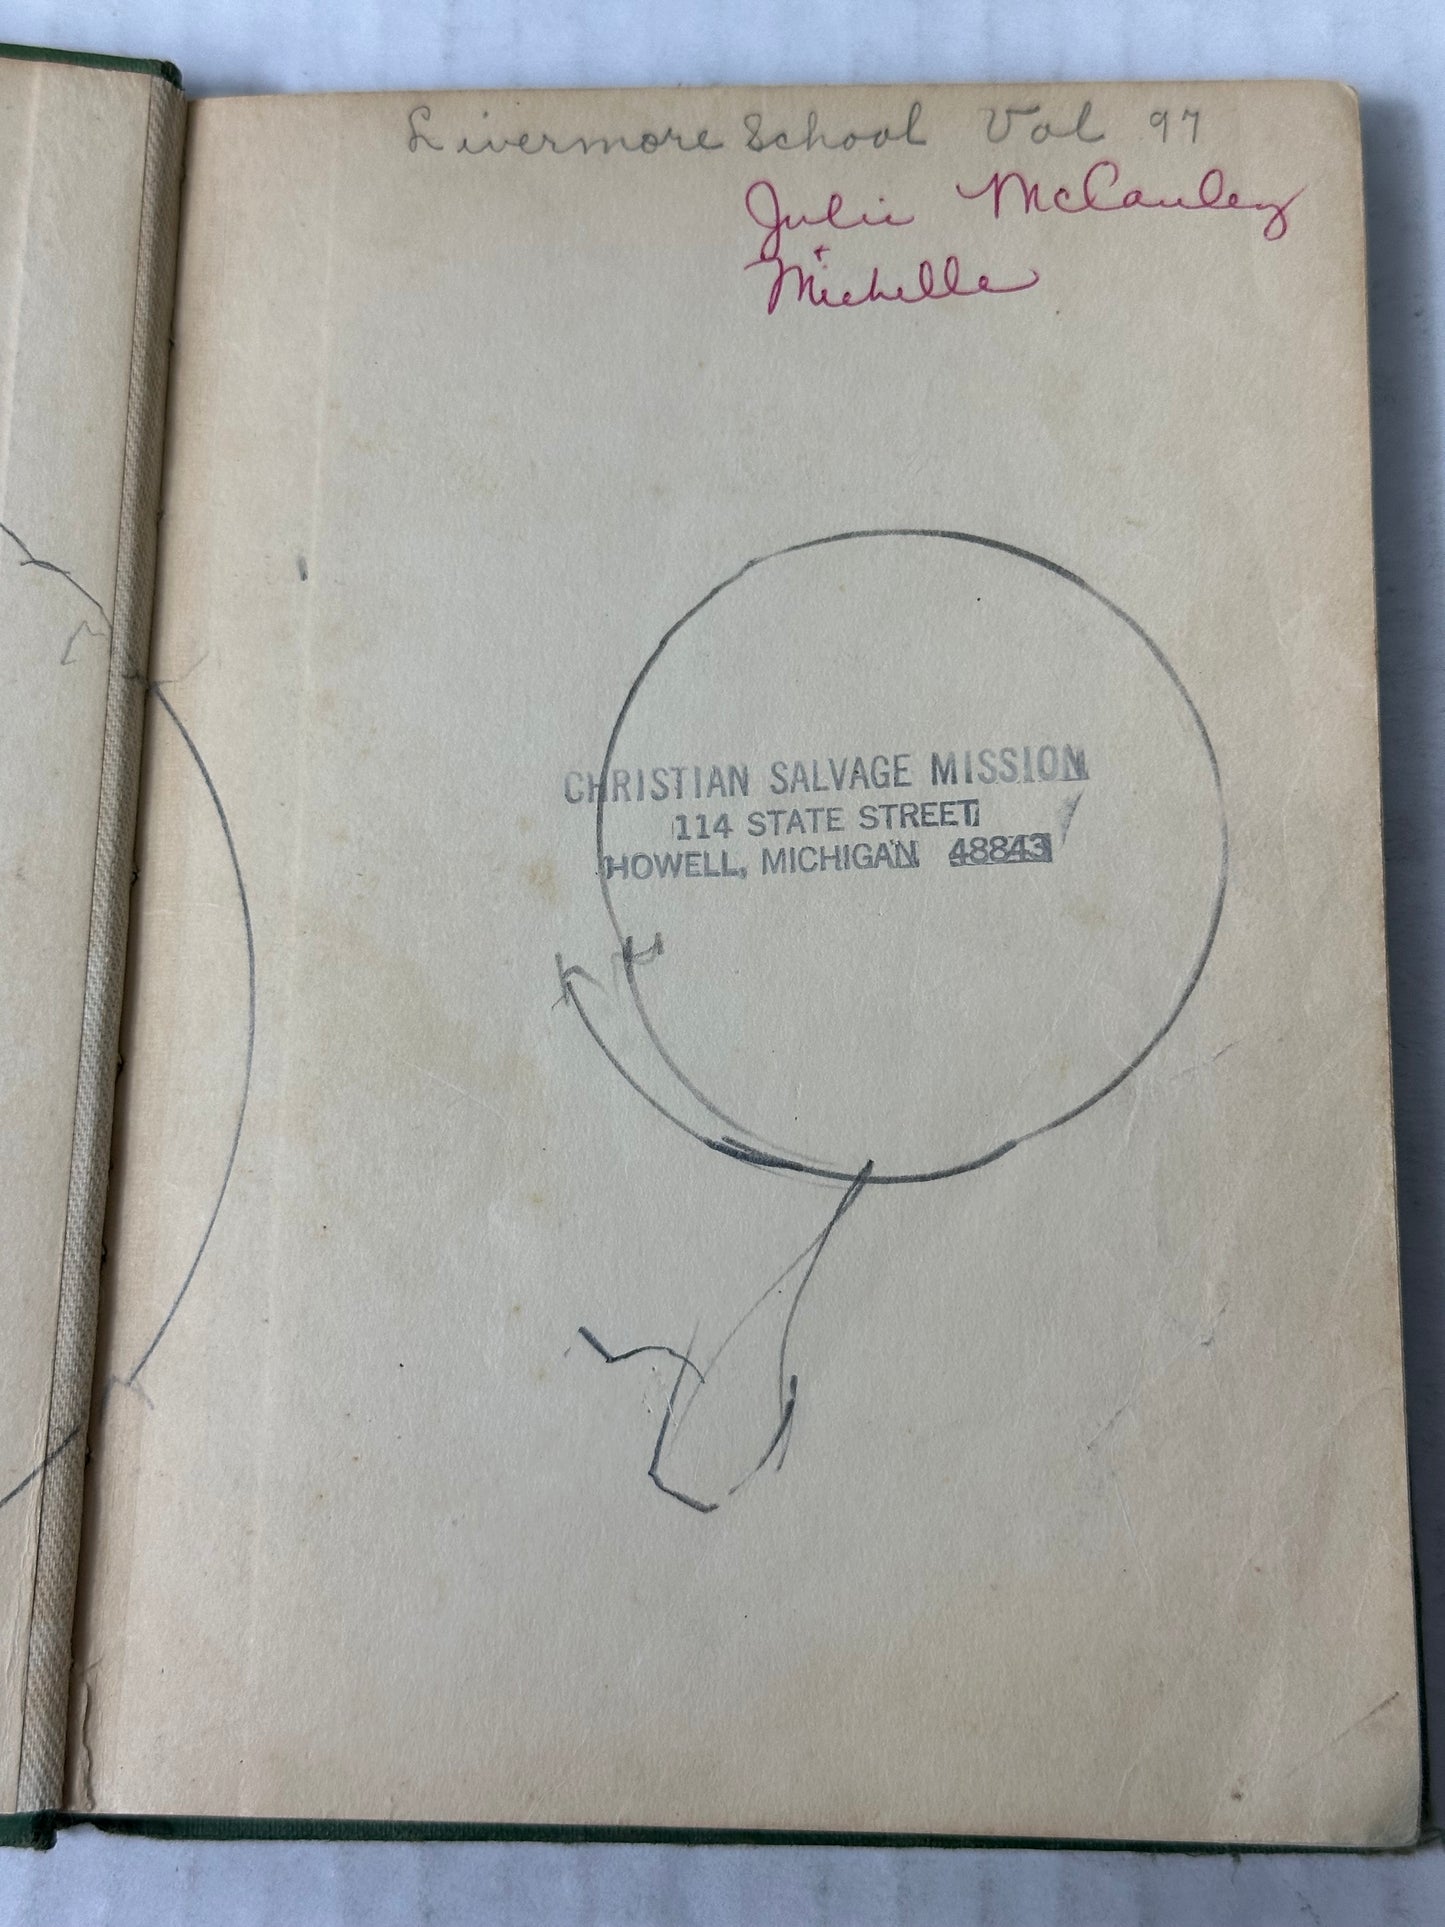 Livermore School Vol 97
Julie McCauley
+
Michelle
CHRISTIAN SALVAGE MISSION
114 STATE STREET
HOWELL, MICHIGAN 48843